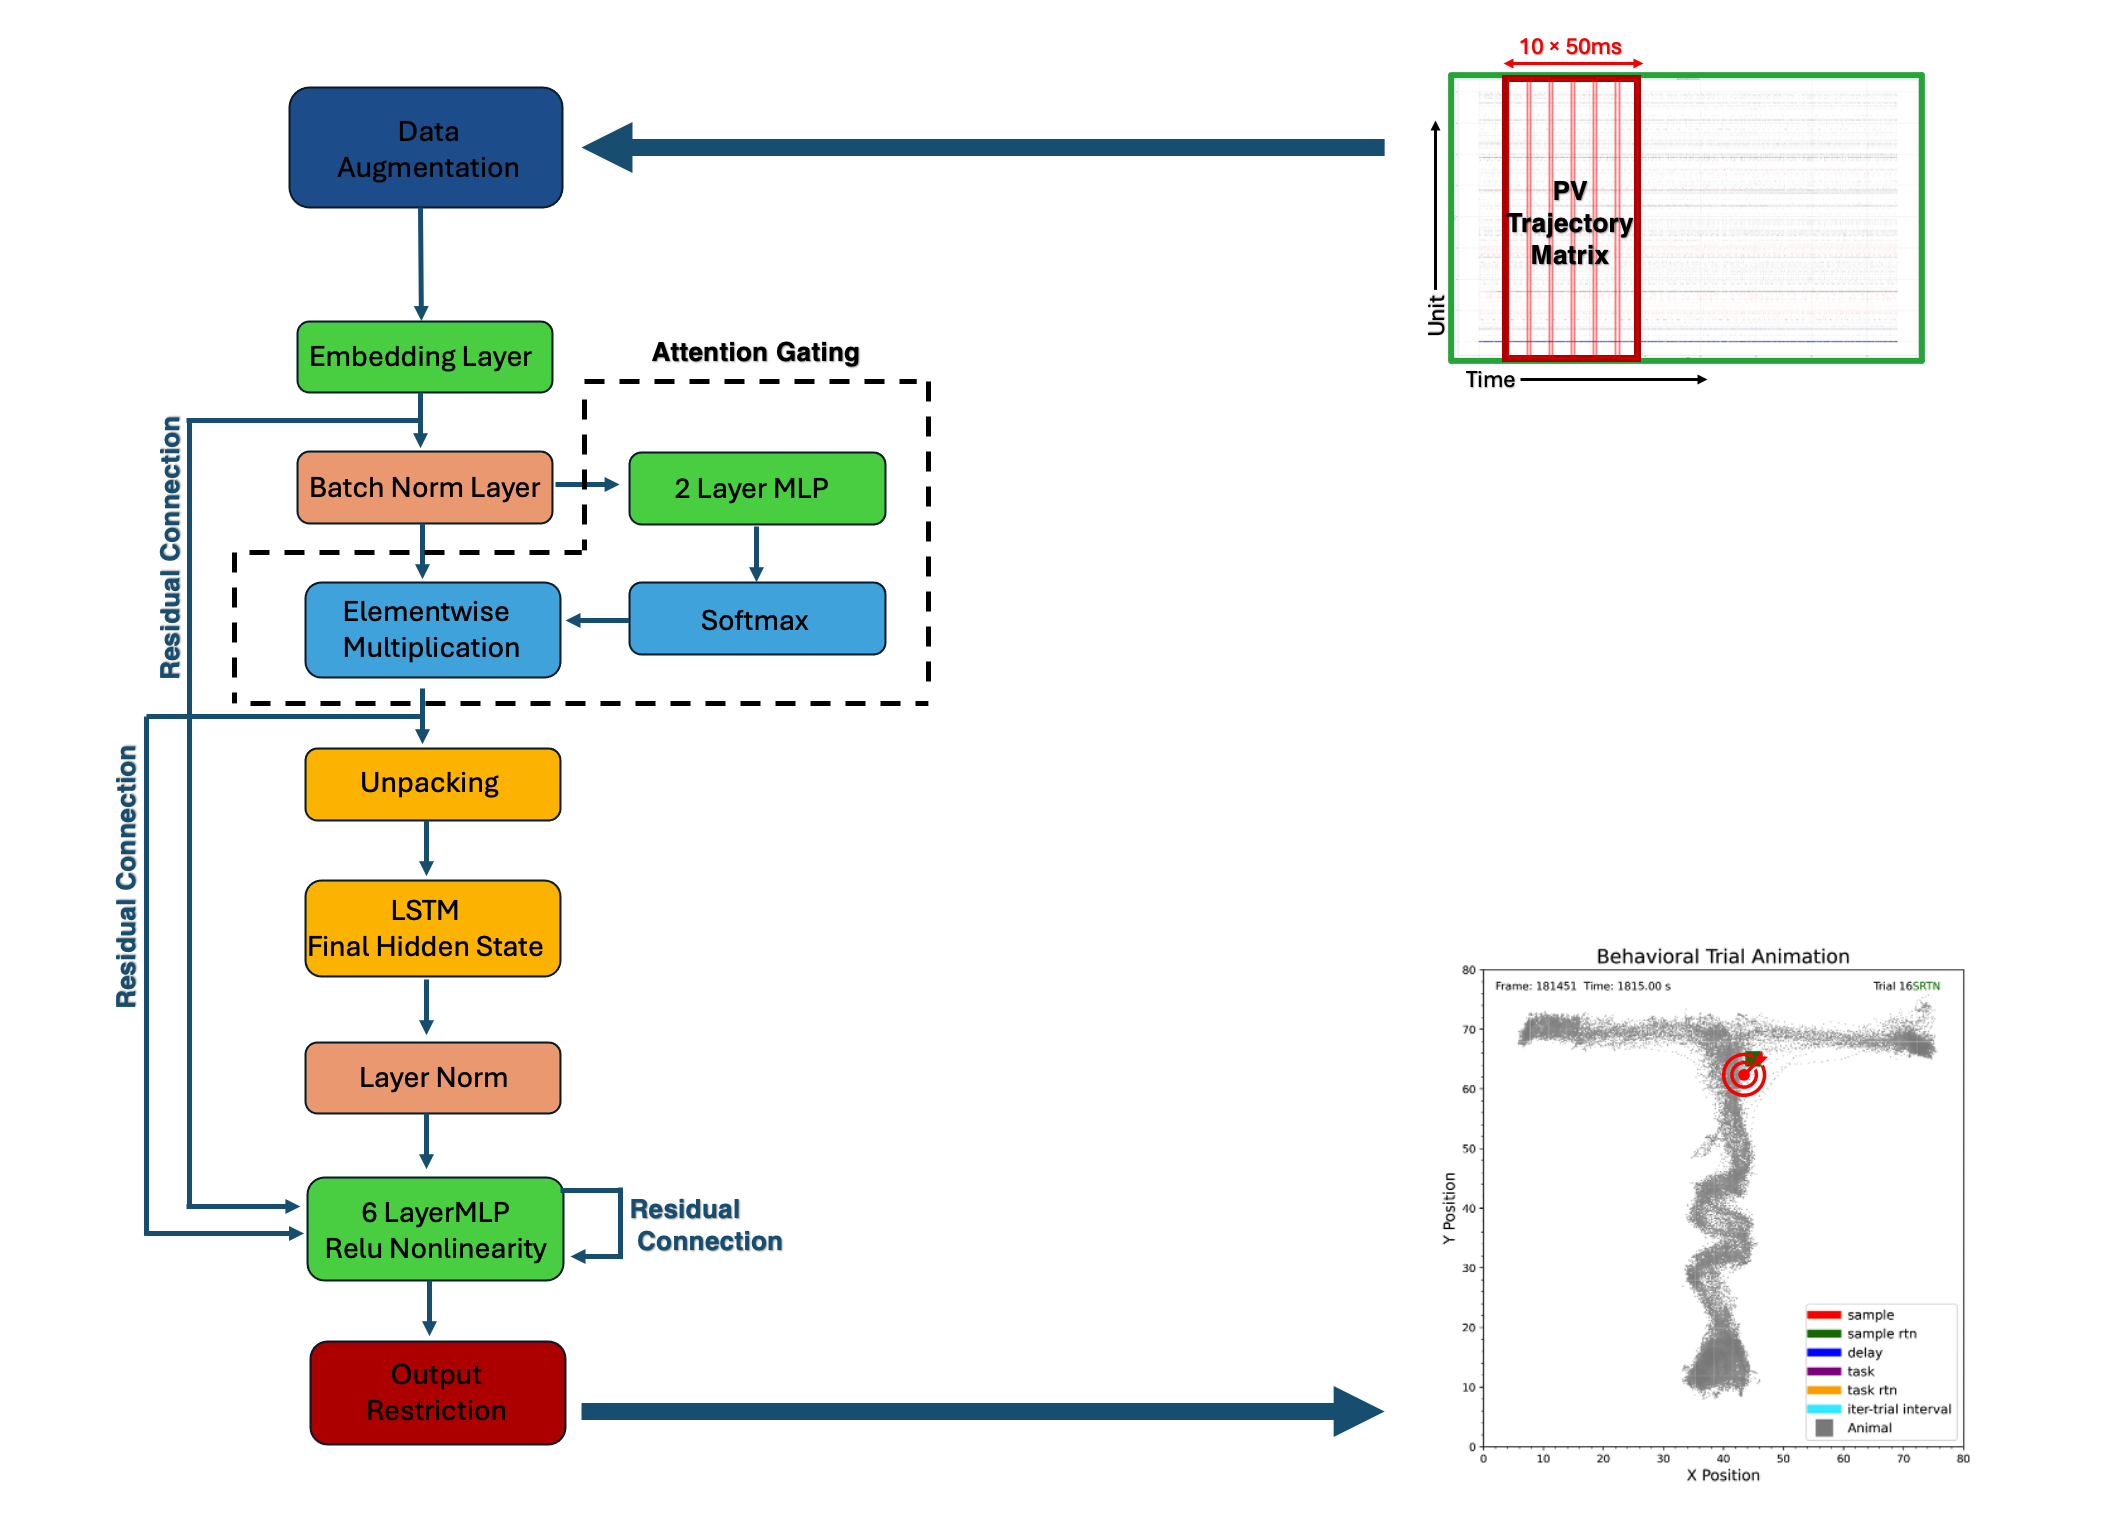 10 × 50ms
Data
Augmentation
PV
Trajectory
Matrix
Unit
Time
Embedding Layer
Attention Gating
Residual Connection
Batch Norm Layer
2 Layer MLP
Elementwise
Multiplication
Softmax
Residual Connection
Unpacking
LSTM
Final Hidden State
Layer Norm
6 LayerMLP
Relu Nonlinearity
Residual
Connection
Output
Restriction
Behavioral Trial Animation
Frame: 181451 Time: 1815.00 s
Trial 16SRTN
80
70
60
50
40
30
20
10
0
Y Position
sample
sample rtn
delay
task
task rtn
iter-trial interval
Animal
0 10 20 30 40 50 60 70 80
X Position